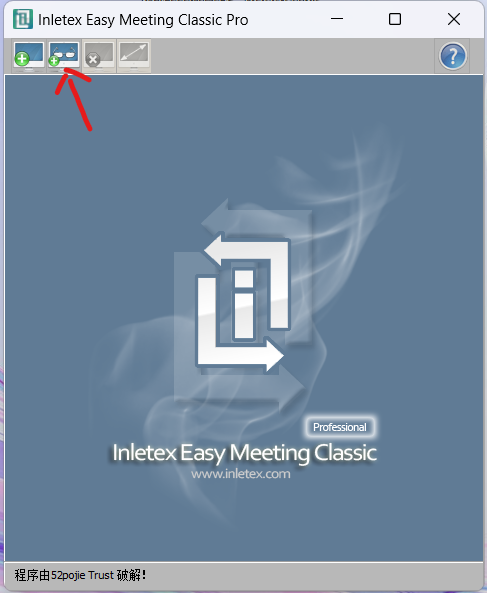 Inletex Easy Meeting Classic Pro
Professional
Inletex Easy Meeting Classic
www.inletex.com
程序由52pojie Trust 破解!